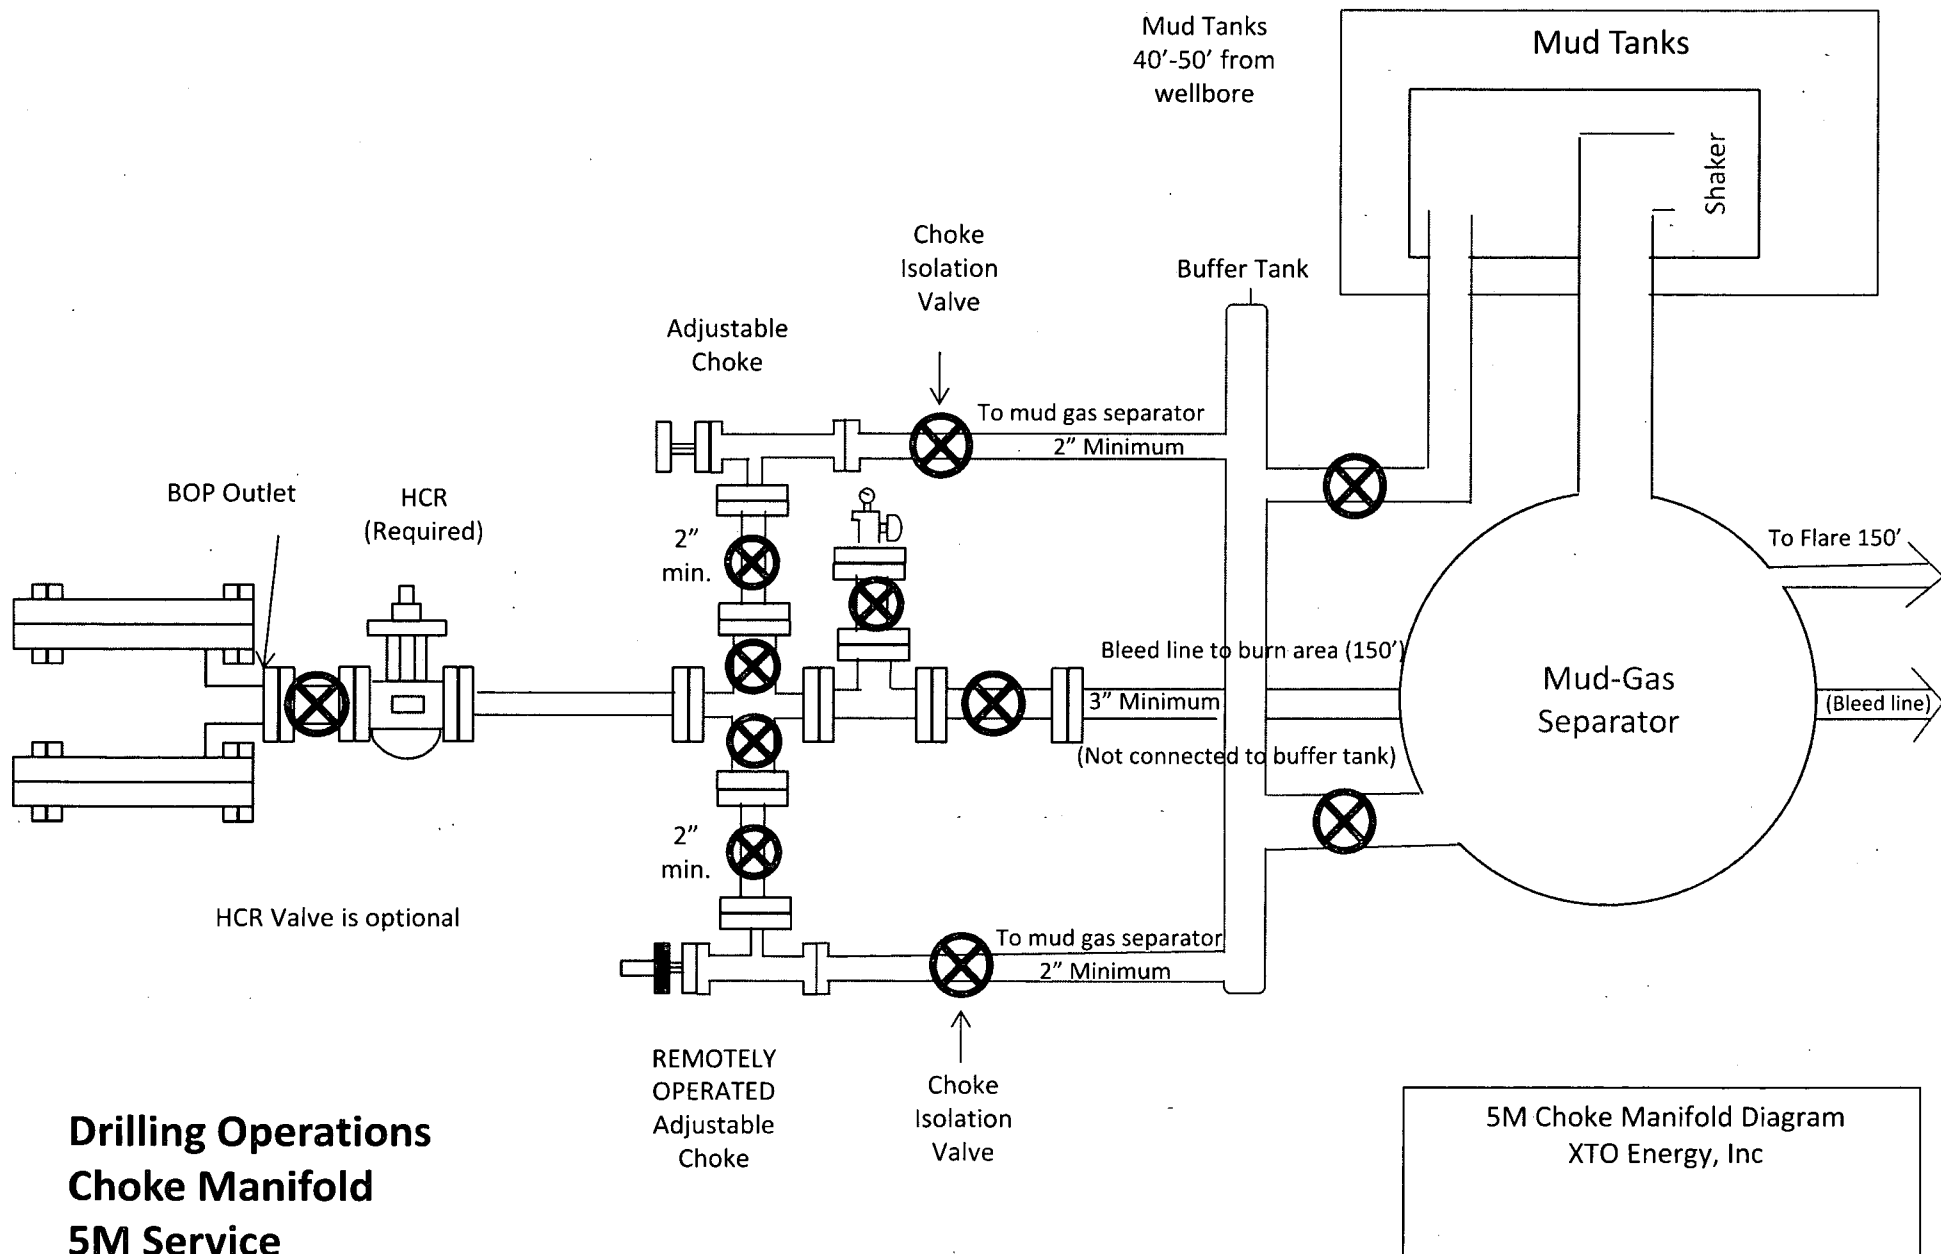 Mud Tanks
40’-50’ from
wellbore
Mud Tanks
Shaker
Choke
Isolation
Valve
Buffer Tank
Adjustable
Choke
To mud gas separator
2” Minimum
BOP Outlet
HCR
(Required)
2”
min.
To Flare 150’
Bleed line to burn area (150’)
3” Minimum
(Not connected to buffer tank)
Mud-Gas
Separator
(Bleed line)
2”
min.
HCR Valve is optional
To mud gas separator
2” Minimum
REMOTELY
OPERATED
Adjustable
Choke
Choke
Isolation
Valve
Drilling Operations
Choke Manifold
5M Service
5M Choke Manifold Diagram
XTO Energy, Inc